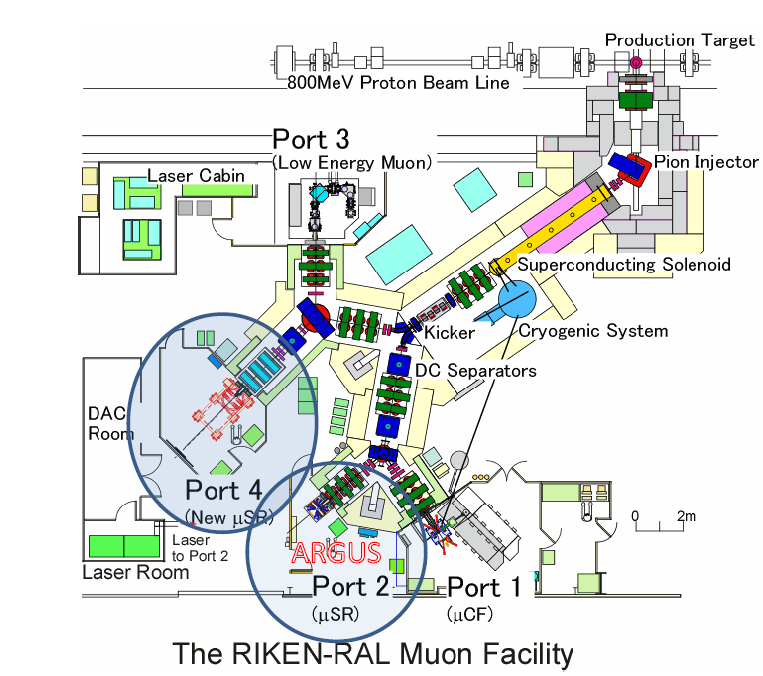 Production Target
800MeV Proton Beam Line
Port 3
(Low Energy Muon)
Pion Injector
Laser Cabin
Superconducting Solenoid
Kicker
Cryogenic System
DC Separators
DAC
Room
Port 4
(New μSR)
Laser
to Port 2
Laser Room
ARGUS
Port 2
(μSR)
Port 1
(μCF)
0 2m
The RIKEN-RAL Muon Facility